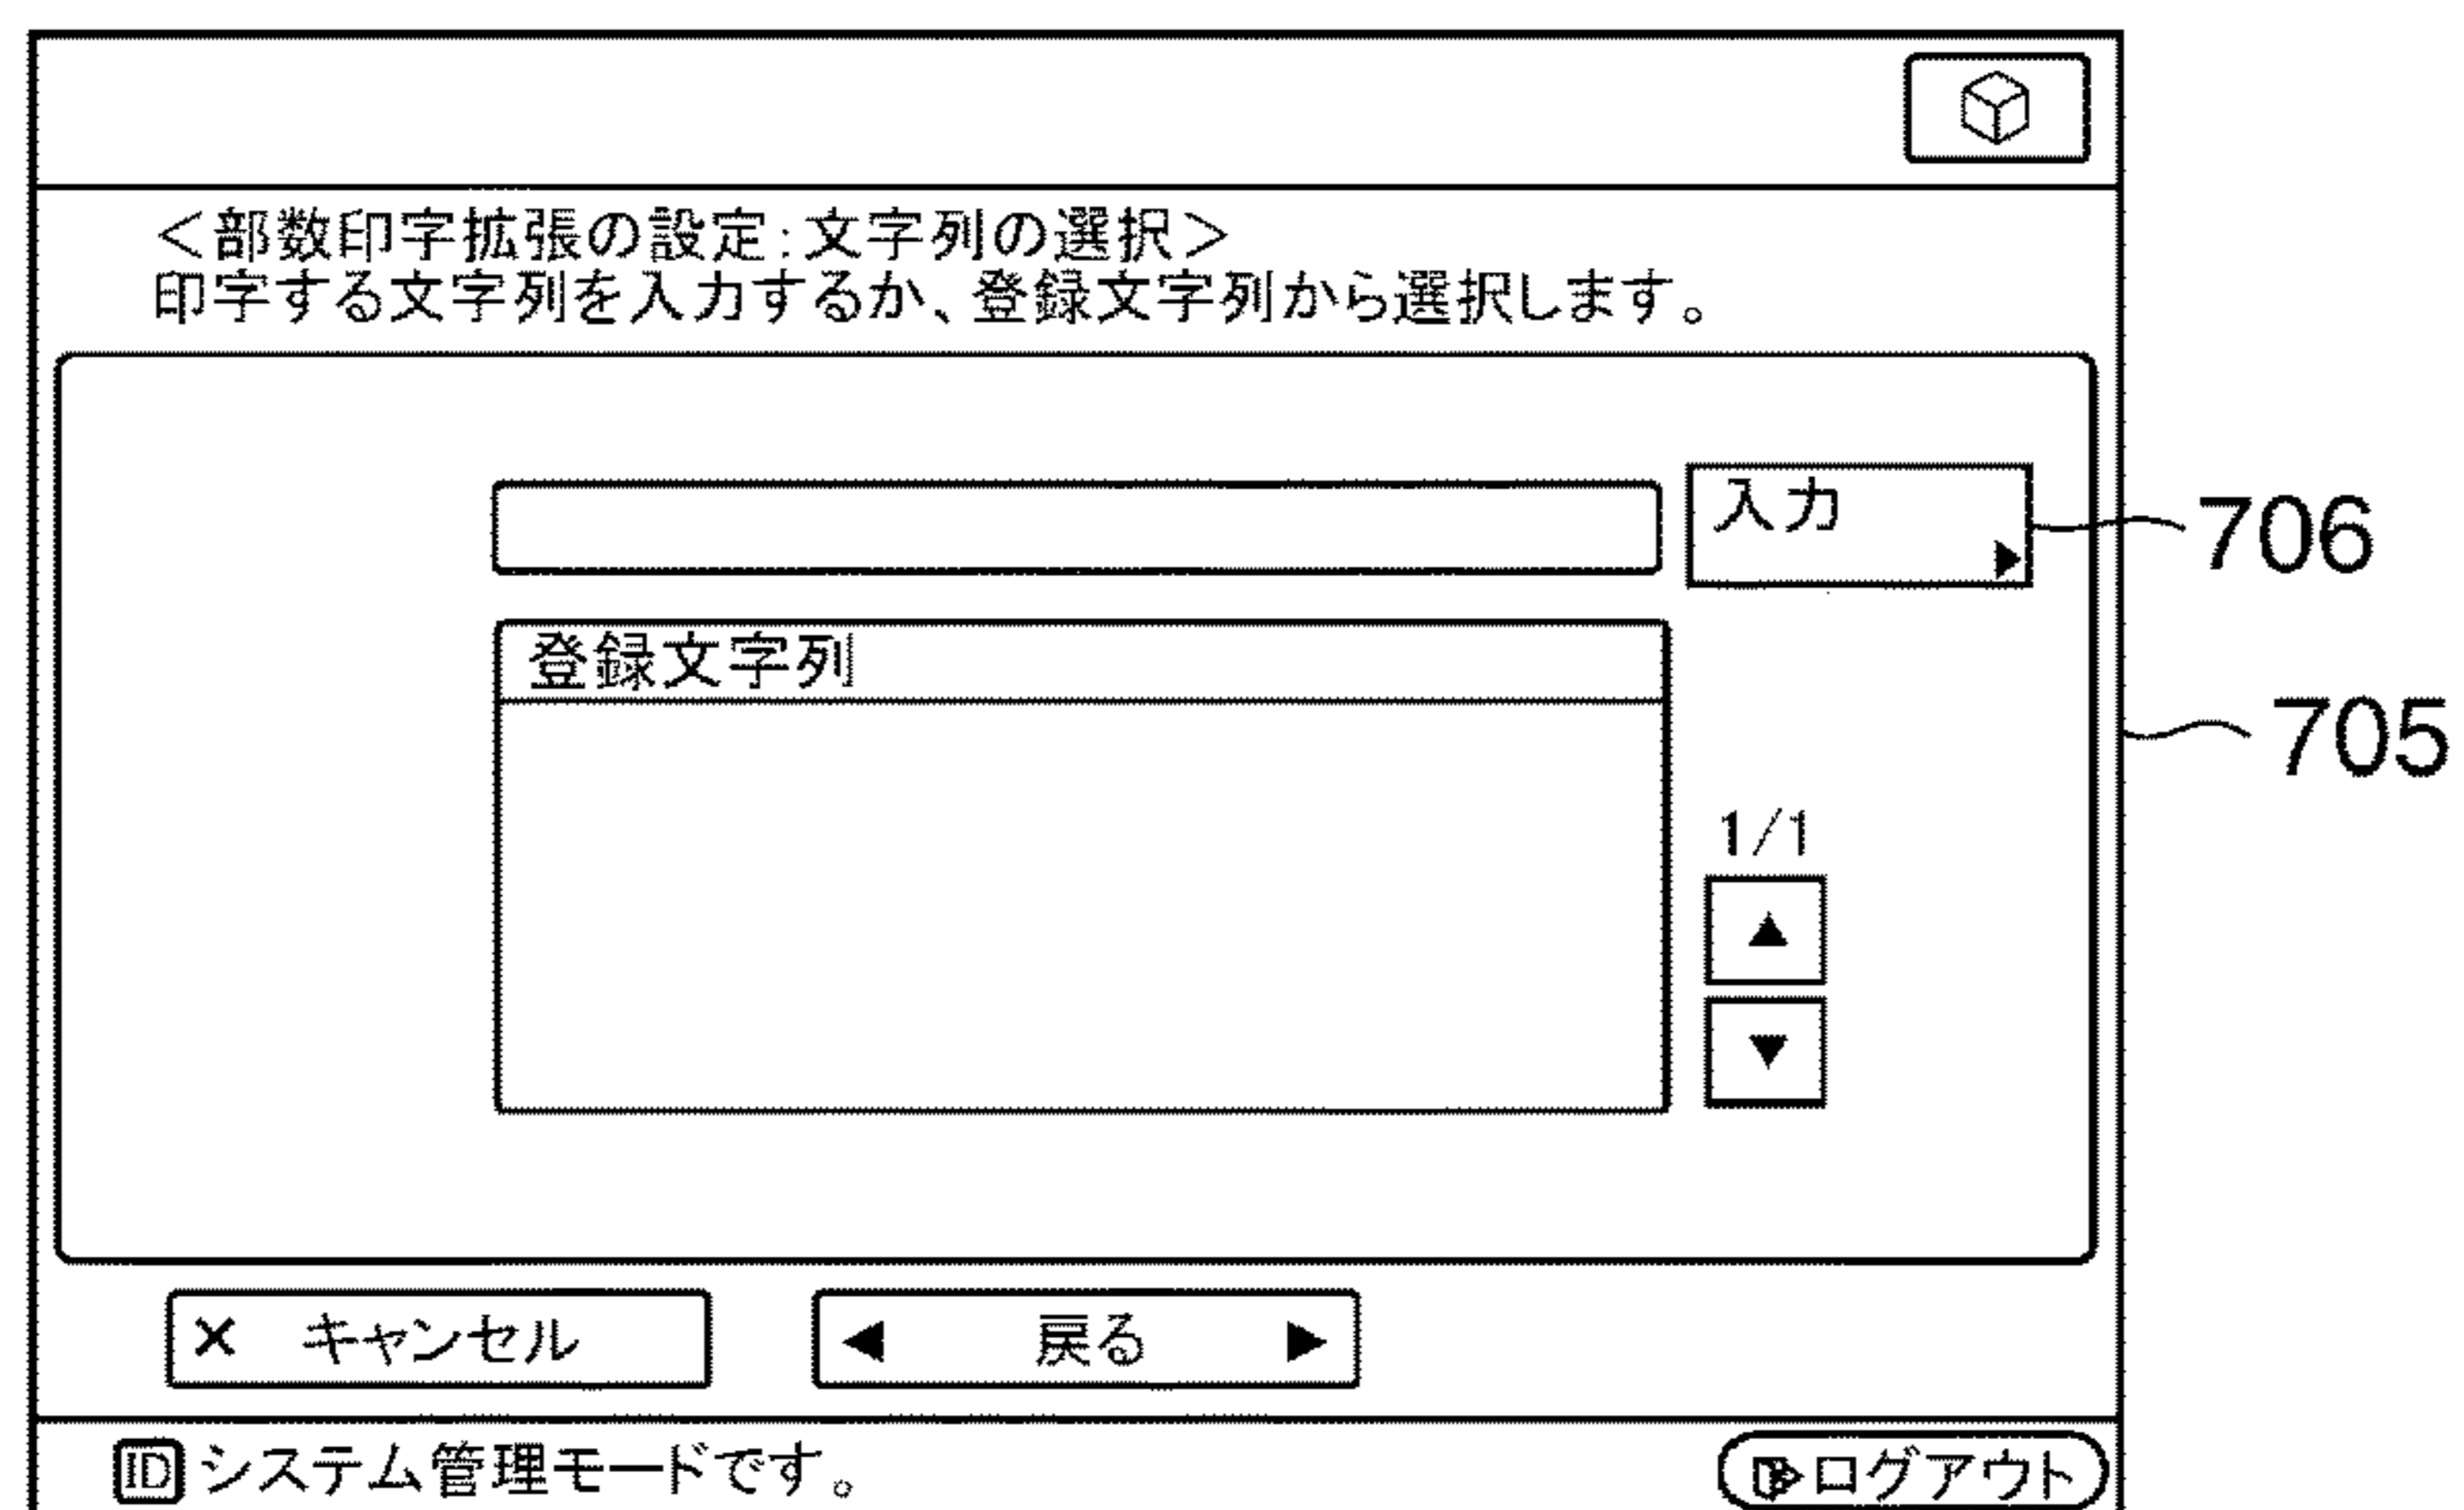 <部数印字拡張の設定:文字列の選択>
印字する文字列を入力するか、登録文字列から選択します。
入力
706
登録文字列
705
1/1
▲
▼
× キャンセル
◀ 戻る ▶
ID システム管理モードです。
ログアウト